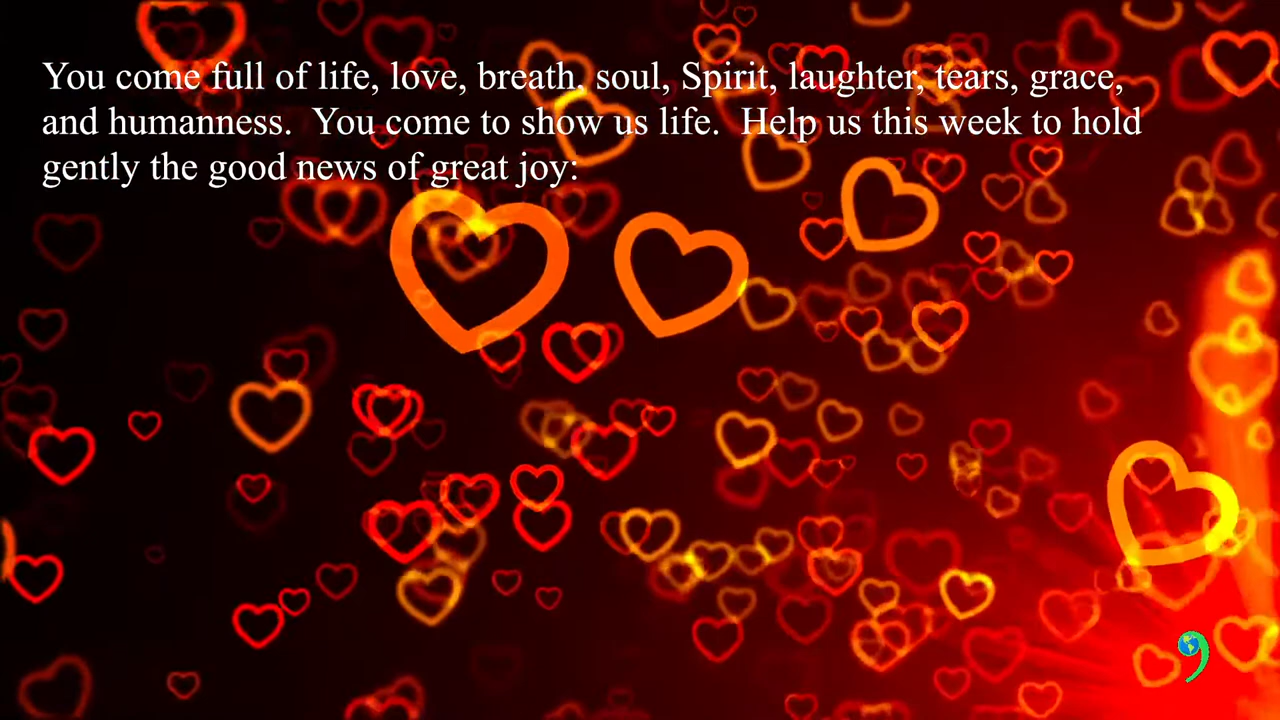 You come full of life, love, breath, soul, Spirit, laughter, tears, grace,
and humanness.  You come to show us life.  Help us this week to hold
gently the good news of great joy: